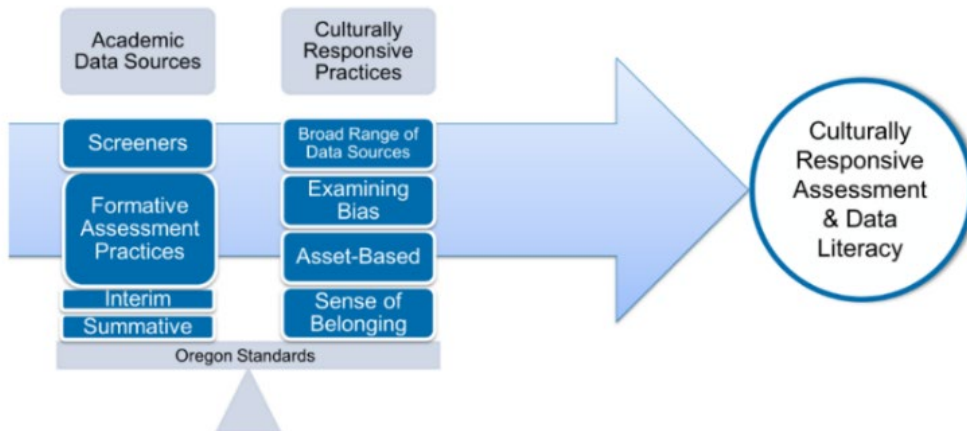 Academic
Data Sources
Screeners
Formative
Assessment
Practices
Interim
Summative
Culturally
Responsive
Practices
Broad Range of
Data Sources
Examining
Bias
Asset-Based
Sense of
Belonging
Oregon Standards
Culturally
Responsive
Assessment
& Data
Literacy